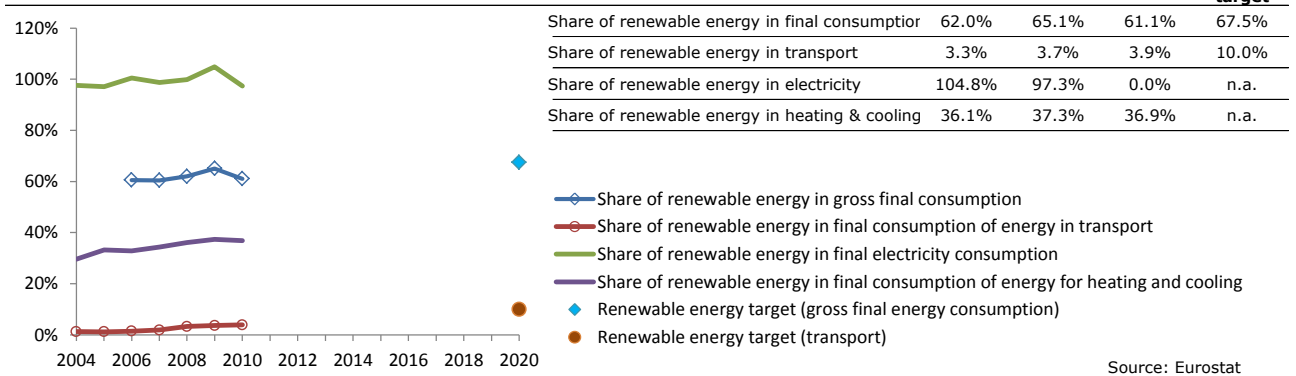 target
Share of renewable energy in final consumption 62.0% 65.1% 61.1% 67.5%
Share of renewable energy in transport 3.3% 3.7% 3.9% 10.0%
Share of renewable energy in electricity 104.8% 97.3% 0.0% n.a.
Share of renewable energy in heating & cooling 36.1% 37.3% 36.9% n.a.
120%
100%
80%
60%
40%
20%
0%
2004 2006 2008 2010 2012 2014 2016 2018 2020
Share of renewable energy in gross final consumption
Share of renewable energy in final consumption of energy in transport
Share of renewable energy in final electricity consumption
Share of renewable energy in final consumption of energy for heating and cooling
Renewable energy target (gross final energy consumption)
Renewable energy target (transport)
Source: Eurostat